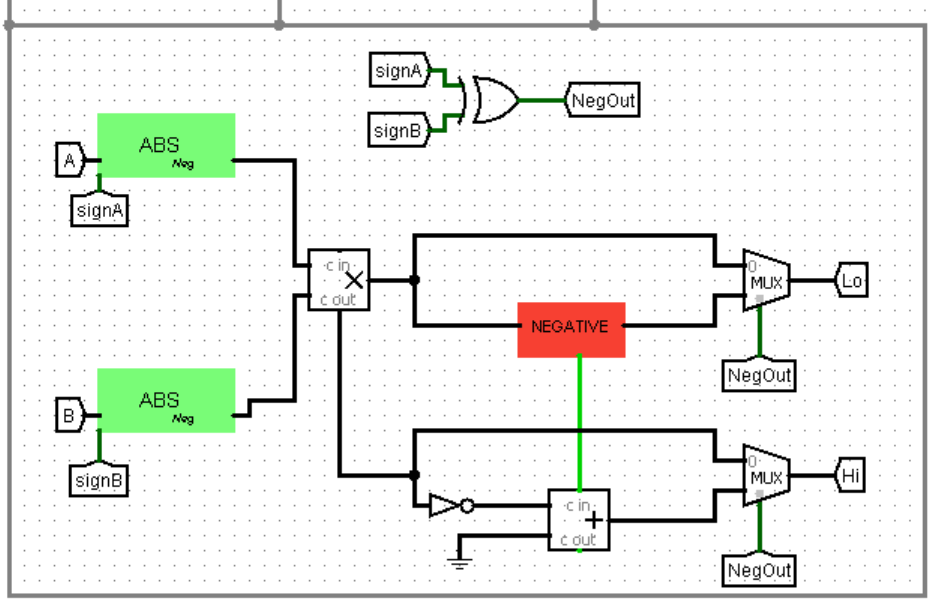 signA
signB
NegOut
A
ABS
Neg
signA
B
ABS
Neg
signB
c in
×
c out
NEGATIVE
0
MUX
Lo
NegOut
c in
+
c out
0
MUX
Hi
NegOut